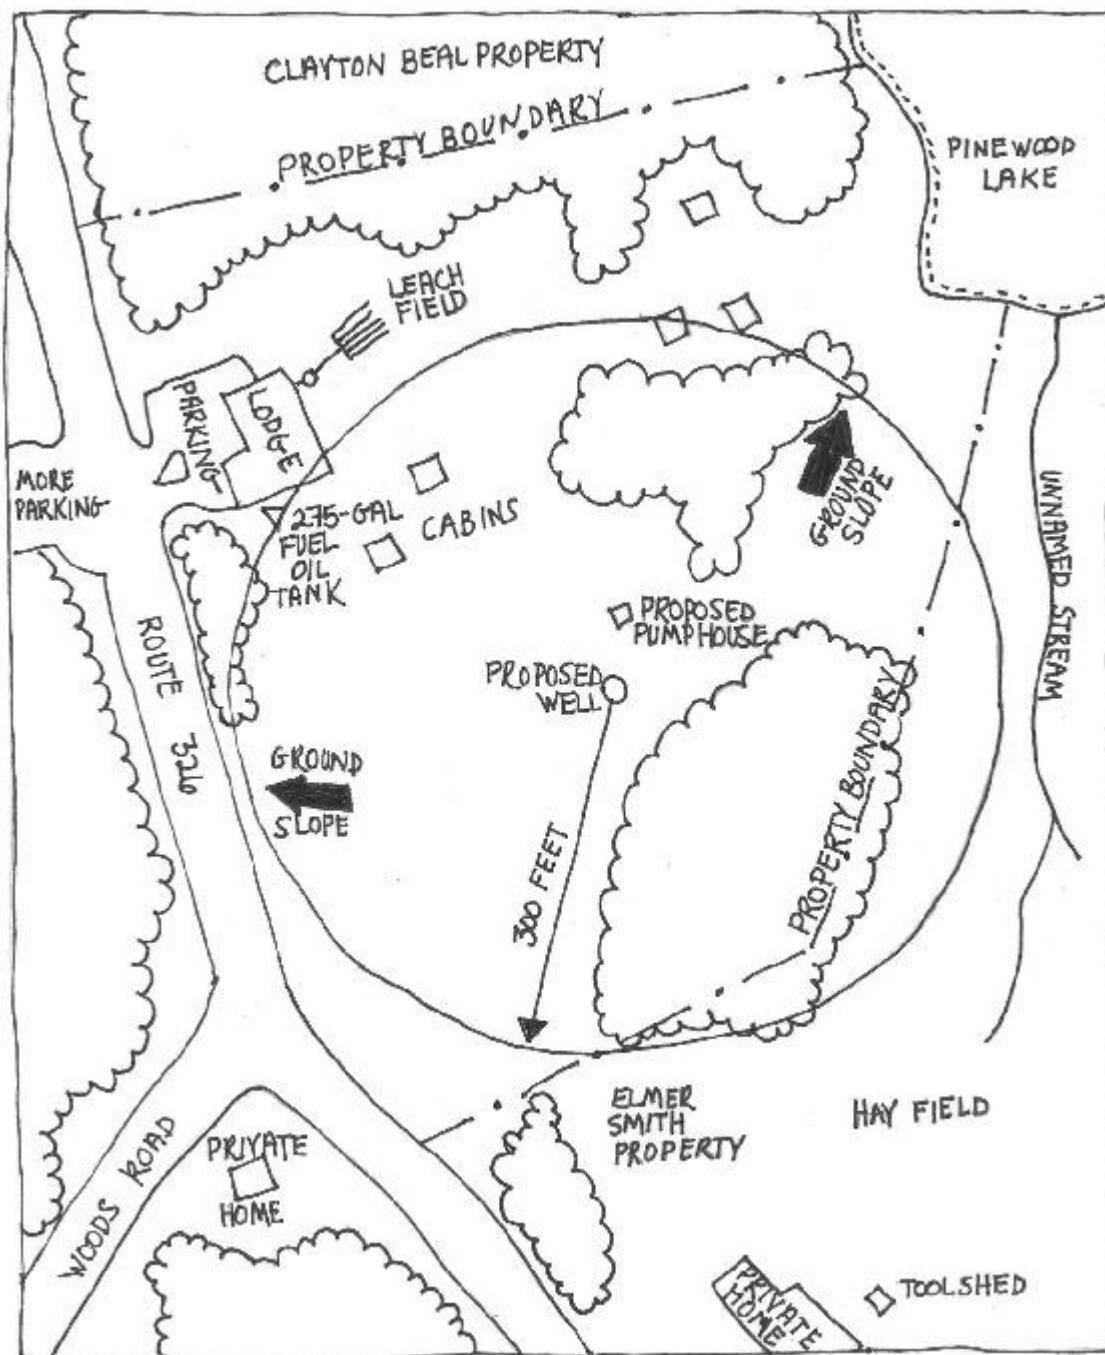 CLAYTON BEAL PROPERTY
PROPERTY BOUNDARY
PINEWOOD
LAKE
LEACH
FIELD
PARKING
LODGE
MORE
PARKING
275-GAL
FUEL
OIL
TANK
CABINS
GROUND
SLOPE
UNNAMED STREAM
ROUTE 326
PROPOSED
PUMPHOUSE
PROPOSED
WELL
GROUND
SLOPE
300 FEET
PROPERTY BOUNDARY
ELMER
SMITH
PROPERTY
HAY FIELD
WOODS ROAD
PRIVATE
HOME
PRIVATE
HOME
PRIVATE
TOOLSHED